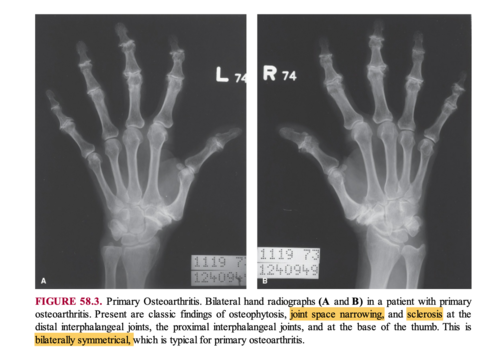 L 74
R 74
1119 73
1240949
1119 73
1240949
A
B
FIGURE 58.3. Primary Osteoarthritis. Bilateral hand radiographs (A and B) in a patient with primary
osteoarthritis. Present are classic findings of osteophytosis, joint space narrowing, and sclerosis at the
distal interphalangeal joints, the proximal interphalangeal joints, and at the base of the thumb. This is
bilaterally symmetrical, which is typical for primary osteoarthritis.